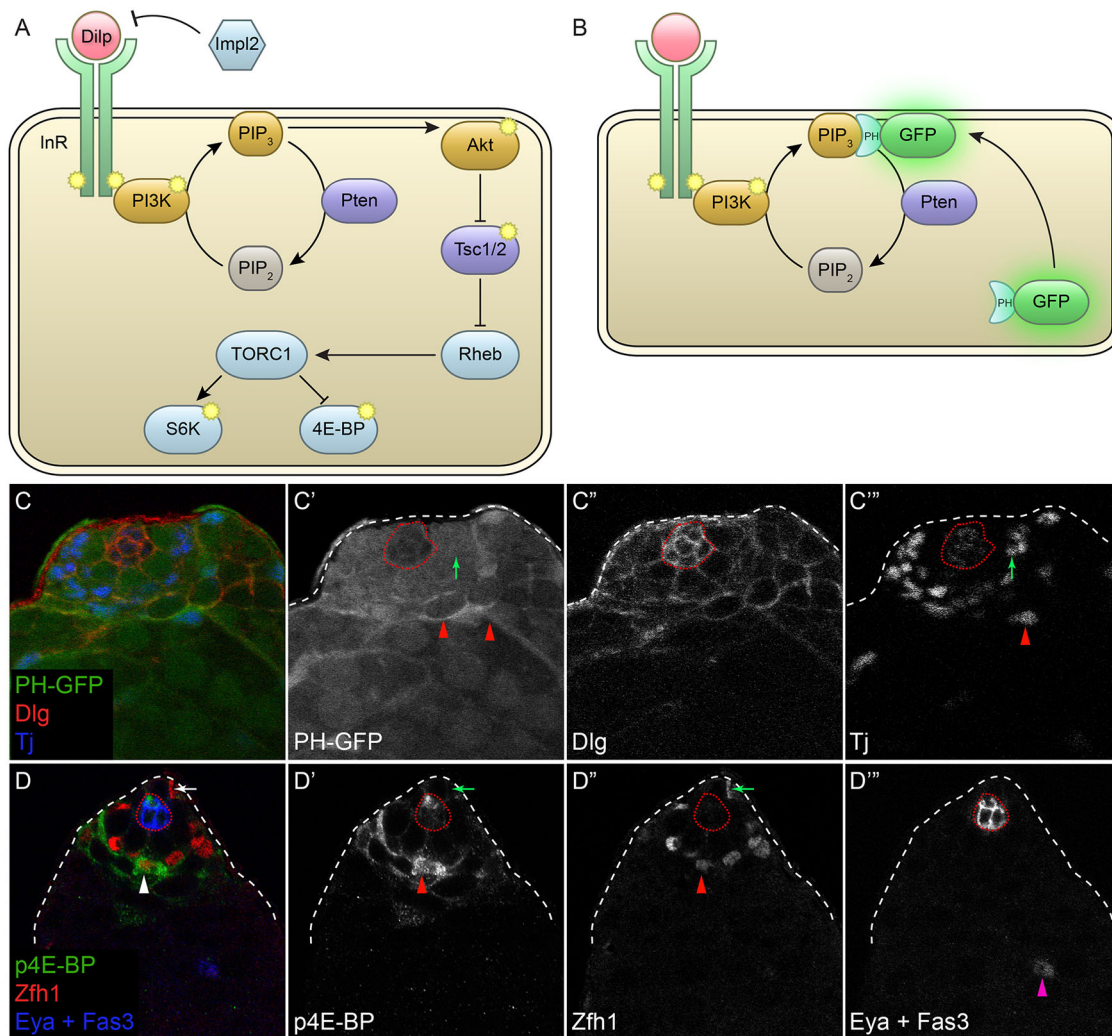 A
Dilp
Impl2
InR
PIP3
Akt
PI3K
Pten
Tsc1/2
PIP2
TORC1
Rheb
S6K
4E-BP
B
PIP3
PH
GFP
PI3K
Pten
PIP2
PH
GFP
C
PH-GFP
Dlg
Tj
C'
PH-GFP
C"
Dlg
C'"
Tj
D
p4E-BP
Zfh1
Eya + Fas3
D'
p4E-BP
D"
Zfh1
D'"
Eya + Fas3